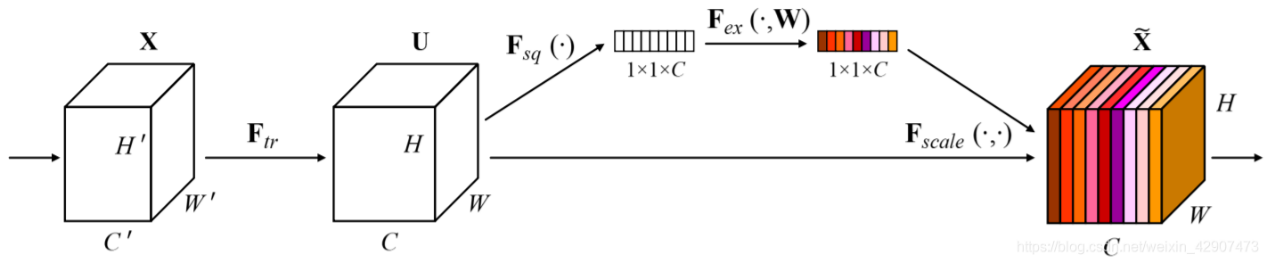 X
U
F_sq (·)
F_ex (·,W)
1×1×C
1×1×C
X̃
H′
F_tr
H
F_scale (·,·)
H
W′
W
W
C′
C
C
https://blog.csdn.net/weixin_42907473